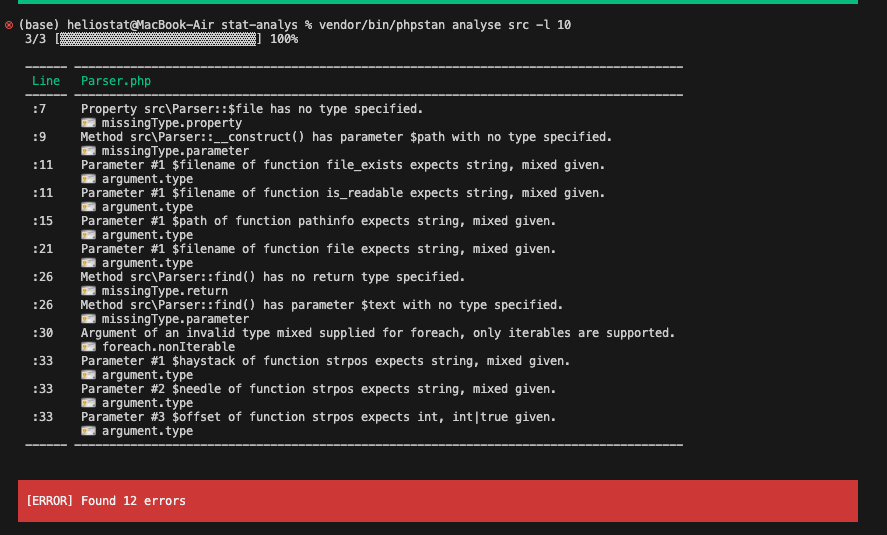 (base) heliostat@MacBook-Air stat-analys % vendor/bin/phpstan analyse src -l 10
3/3 [▓▓▓▓▓▓▓▓▓▓▓▓▓▓▓▓▓▓▓▓▓▓▓▓▓▓▓▓] 100%
Line Parser.php
:7 Property src\Parser::$file has no type specified.
missingType.property
:9 Method src\Parser::__construct() has parameter $path with no type specified.
missingType.parameter
:11 Parameter #1 $filename of function file_exists expects string, mixed given.
argument.type
:11 Parameter #1 $filename of function is_readable expects string, mixed given.
argument.type
:15 Parameter #1 $path of function pathinfo expects string, mixed given.
argument.type
:21 Parameter #1 $filename of function file expects string, mixed given.
argument.type
:26 Method src\Parser::find() has no return type specified.
missingType.return
:26 Method src\Parser::find() has parameter $text with no type specified.
missingType.parameter
:30 Argument of an invalid type mixed supplied for foreach, only iterables are supported.
foreach.nonIterable
:33 Parameter #1 $haystack of function strpos expects string, mixed given.
argument.type
:33 Parameter #2 $needle of function strpos expects string, mixed given.
argument.type
:33 Parameter #3 $offset of function strpos expects int, int|true given.
argument.type
[ERROR] Found 12 errors